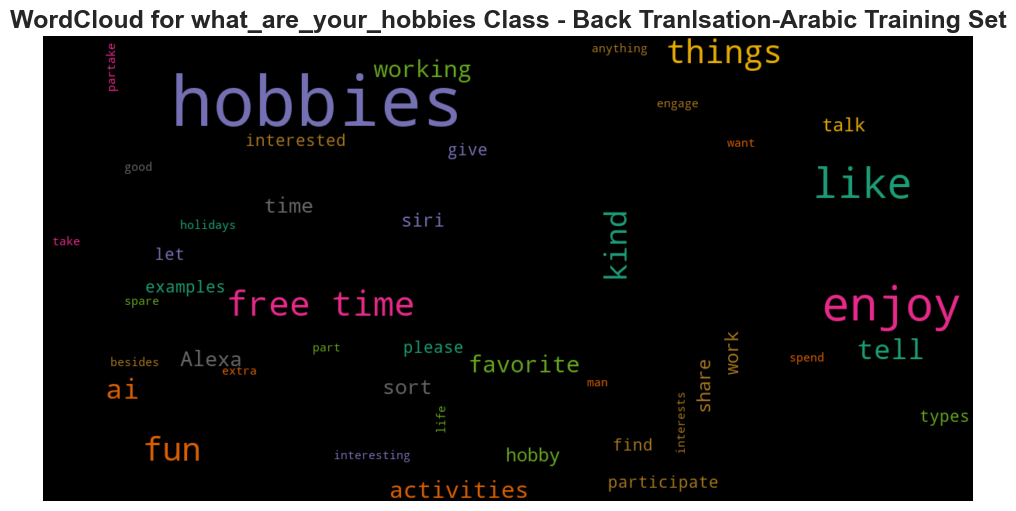 WordCloud for what_are_your_hobbies Class - Back Tranlsation-Arabic Training Set
partake
working
anything
things
hobbies
engage
talk
interested
give
want
good
like
time
siri
kind
holidays
take
let
examples
spare
free time
enjoy
part
please
tell
besides
Alexa
extra
favorite
work
spend
ai
sort
man
share
life
interests
types
fun
interesting
hobby
find
activities
participate